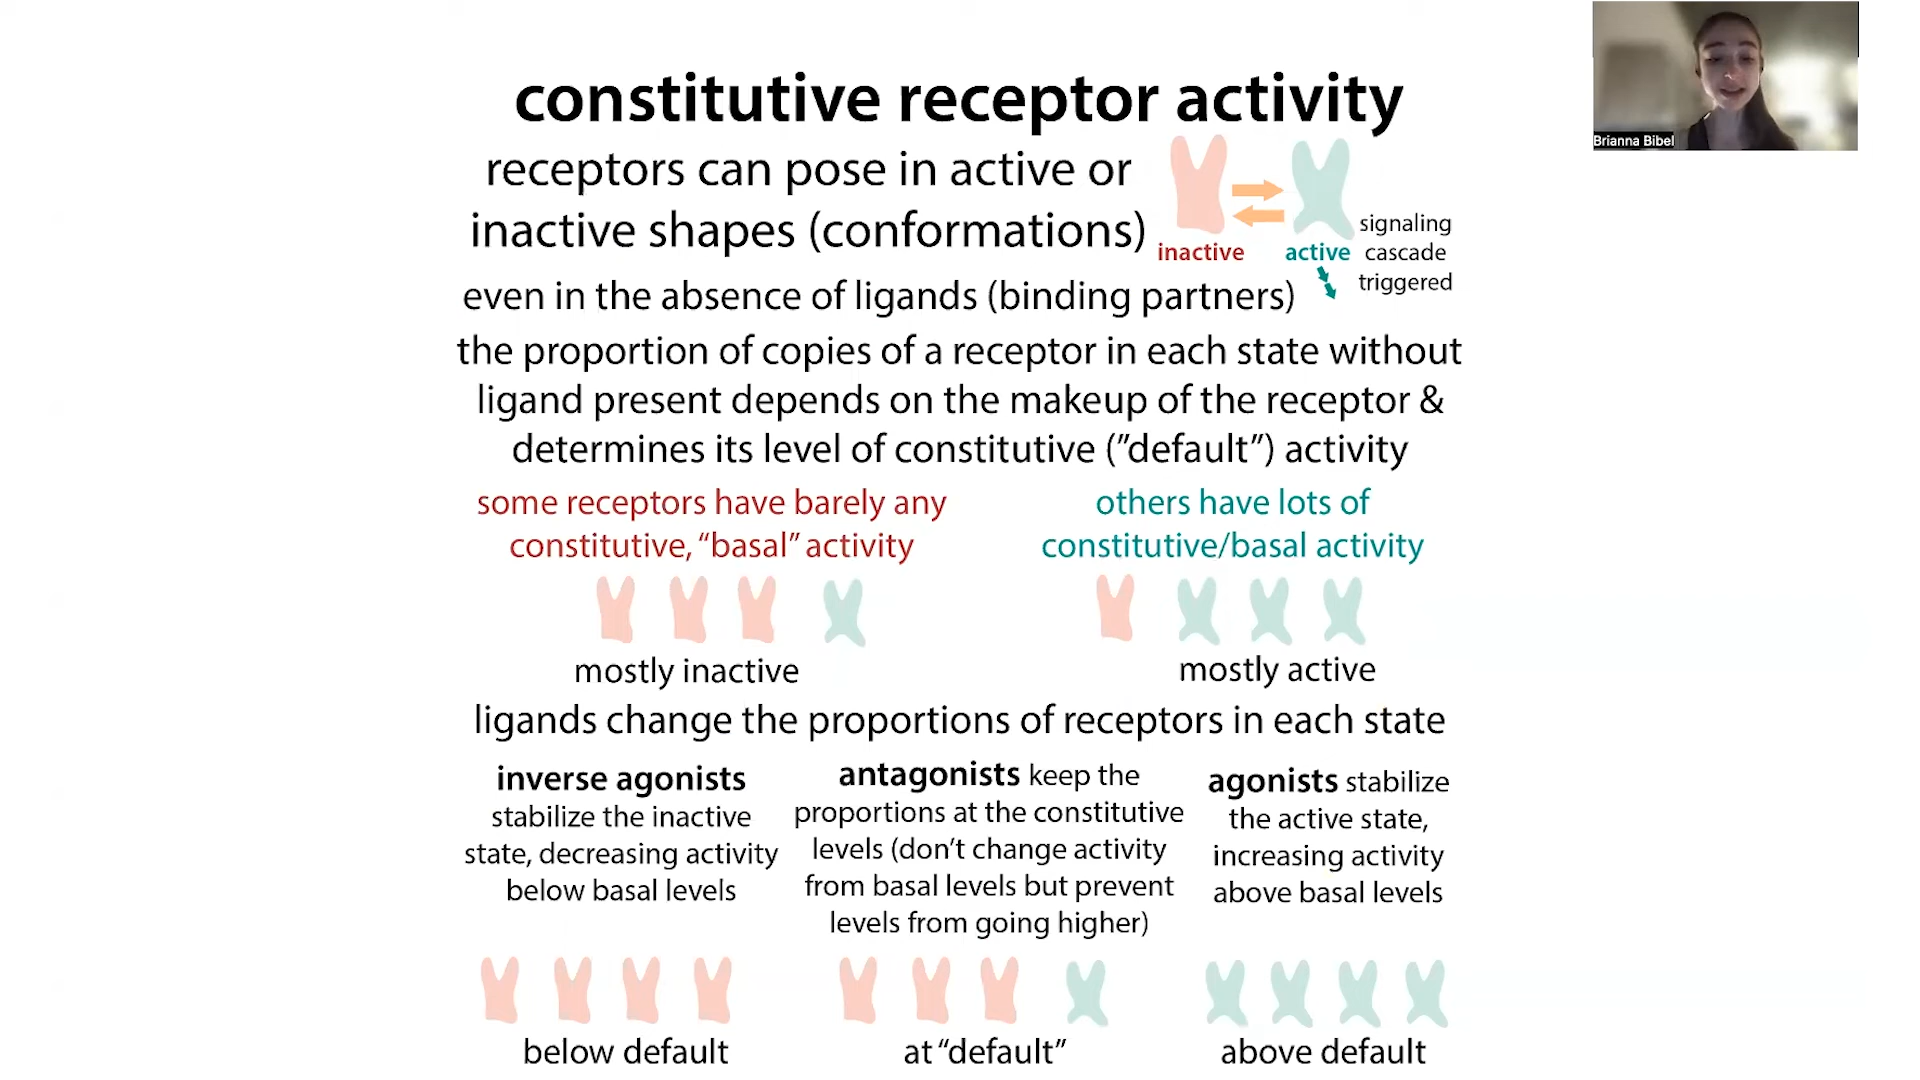 constitutive receptor activity
receptors can pose in active or
inactive shapes (conformations)
inactive
active
signaling
cascade
triggered
even in the absence of ligands (binding partners)
the proportion of copies of a receptor in each state without
ligand present depends on the makeup of the receptor &
determines its level of constitutive (”default”) activity
some receptors have barely any
constitutive, “basal” activity
others have lots of
constitutive/basal activity
mostly inactive
mostly active
ligands change the proportions of receptors in each state
inverse agonists
stabilize the inactive
state, decreasing activity
below basal levels
antagonists keep the
proportions at the constitutive
levels (don’t change activity
from basal levels but prevent
levels from going higher)
agonists stabilize
the active state,
increasing activity
above basal levels
below default
at “default”
above default
Brianna Bibel